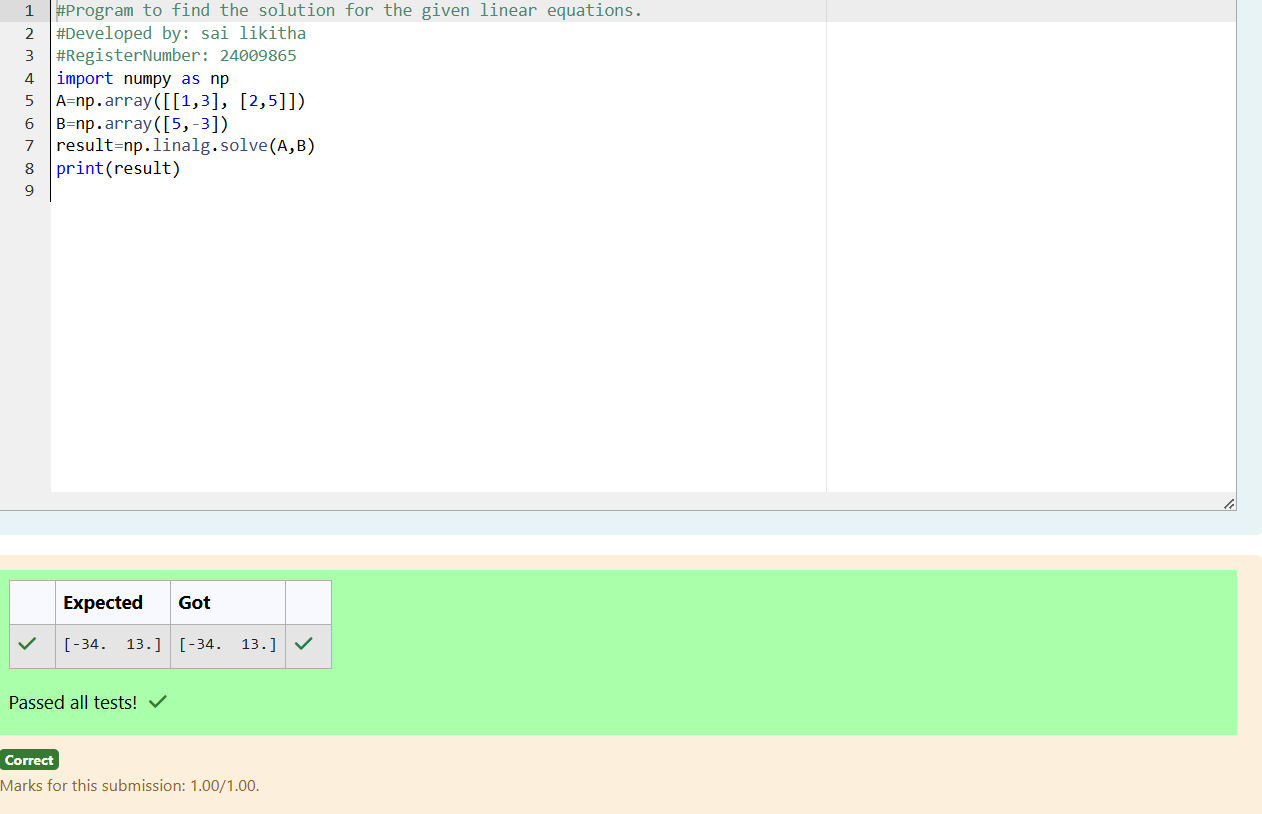 1 #Program to find the solution for the given linear equations.
2 #Developed by: sai likitha
3 #RegisterNumber: 24009865
4 import numpy as np
5 A=np.array([[1,3], [2,5]])
6 B=np.array([5,-3])
7 result=np.linalg.solve(A,B)
8 print(result)
9
Expected Got
[-34.  13.] [-34.  13.]
Passed all tests!
Correct
Marks for this submission: 1.00/1.00.